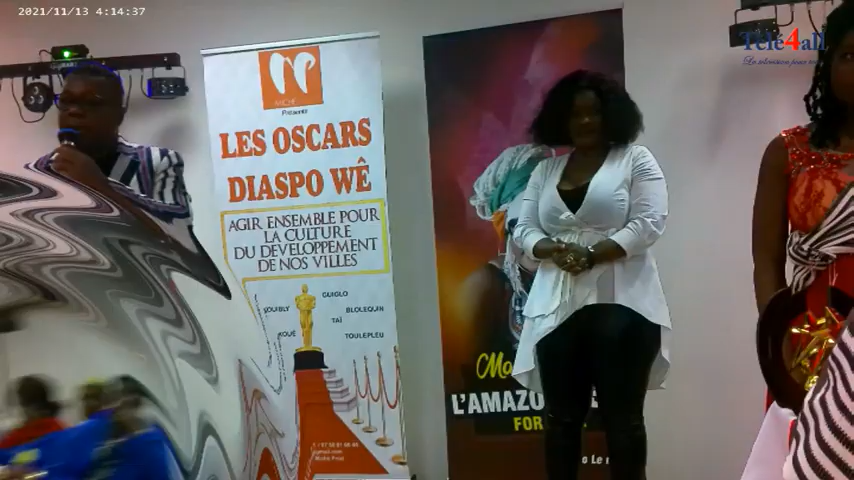 2021/11/13 4:14:37
Télé4all
Présente
LES OSCARS
DIASPO WÊ
AGIR ENSEMBLE POUR
LA CULTURE
DU DEVELOPPEMENT
DE NOS VILLES
GUIGLO
BLOLEQUIN
TAÏ
TOULEPLEU
L'AMAZO
FOR